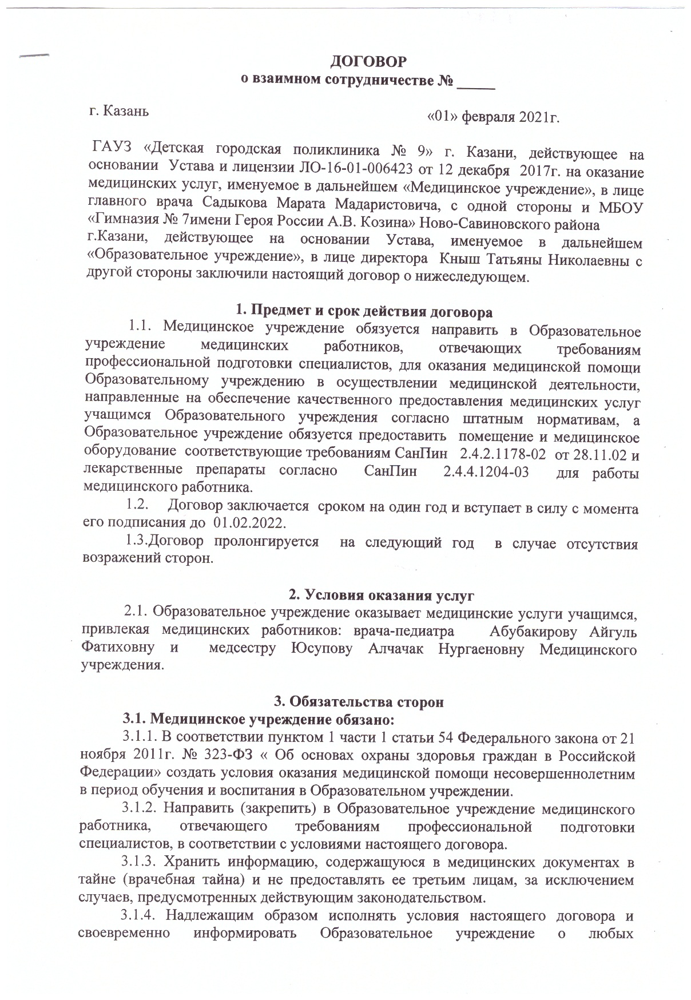 ДОГОВОР
о взаимном сотрудничестве № _____
г. Казань
«01» февраля 2021г.
ГАУЗ «Детская городская поликлиника № 9» г. Казани, действующее на
основании Устава и лицензии ЛО-16-01-006423 от 12 декабря 2017г. на оказание
медицинских услуг, именуемое в дальнейшем «Медицинское учреждение», в лице
главного врача Садыкова Марата Мадаристовича, с одной стороны и МБОУ
«Гимназия № 7имени Героя России А.В. Козина» Ново-Савиновского района
г.Казани, действующее на основании Устава, именуемое в дальнейшем
«Образовательное учреждение», в лице директора Кныш Татьяны Николаевны с
другой стороны заключили настоящий договор о нижеследующем.
1. Предмет и срок действия договора
1.1. Медицинское учреждение обязуется направить в Образовательное
учреждение медицинских работников, отвечающих требованиям
профессиональной подготовки специалистов, для оказания медицинской помощи
Образовательному учреждению в осуществлении медицинской деятельности,
направленные на обеспечение качественного предоставления медицинских услуг
учащимся Образовательного учреждения согласно штатным нормативам, а
Образовательное учреждение обязуется предоставить помещение и медицинское
оборудование соответствующие требованиям СанПин 2.4.2.1178-02 от 28.11.02 и
лекарственные препараты согласно СанПин 2.4.4.1204-03 для работы
медицинского работника.
1.2. Договор заключается сроком на один год и вступает в силу с момента
его подписания до 01.02.2022.
1.3.Договор пролонгируется на следующий год в случае отсутствия
возражений сторон.
2. Условия оказания услуг
2.1. Образовательное учреждение оказывает медицинские услуги учащимся,
привлекая медицинских работников: врача-педиатра Абубакирову Айгуль
Фатиховну и медсестру Юсупову Алчачак Нургаеновну Медицинского
учреждения.
3. Обязательства сторон
3.1. Медицинское учреждение обязано:
3.1.1. В соответствии пунктом 1 части 1 статьи 54 Федерального закона от 21
ноября 2011г. № 323-ФЗ « Об основах охраны здоровья граждан в Российской
Федерации» создать условия оказания медицинской помощи несовершеннолетним
в период обучения и воспитания в Образовательном учреждении.
3.1.2. Направить (закрепить) в Образовательное учреждение медицинского
работника, отвечающего требованиям профессиональной подготовки
специалистов, в соответствии с условиями настоящего договора.
3.1.3. Хранить информацию, содержащуюся в медицинских документах в
тайне (врачебная тайна) и не предоставлять ее третьим лицам, за исключением
случаев, предусмотренных действующим законодательством.
3.1.4. Надлежащим образом исполнять условия настоящего договора и
своевременно информировать Образовательное учреждение о любых